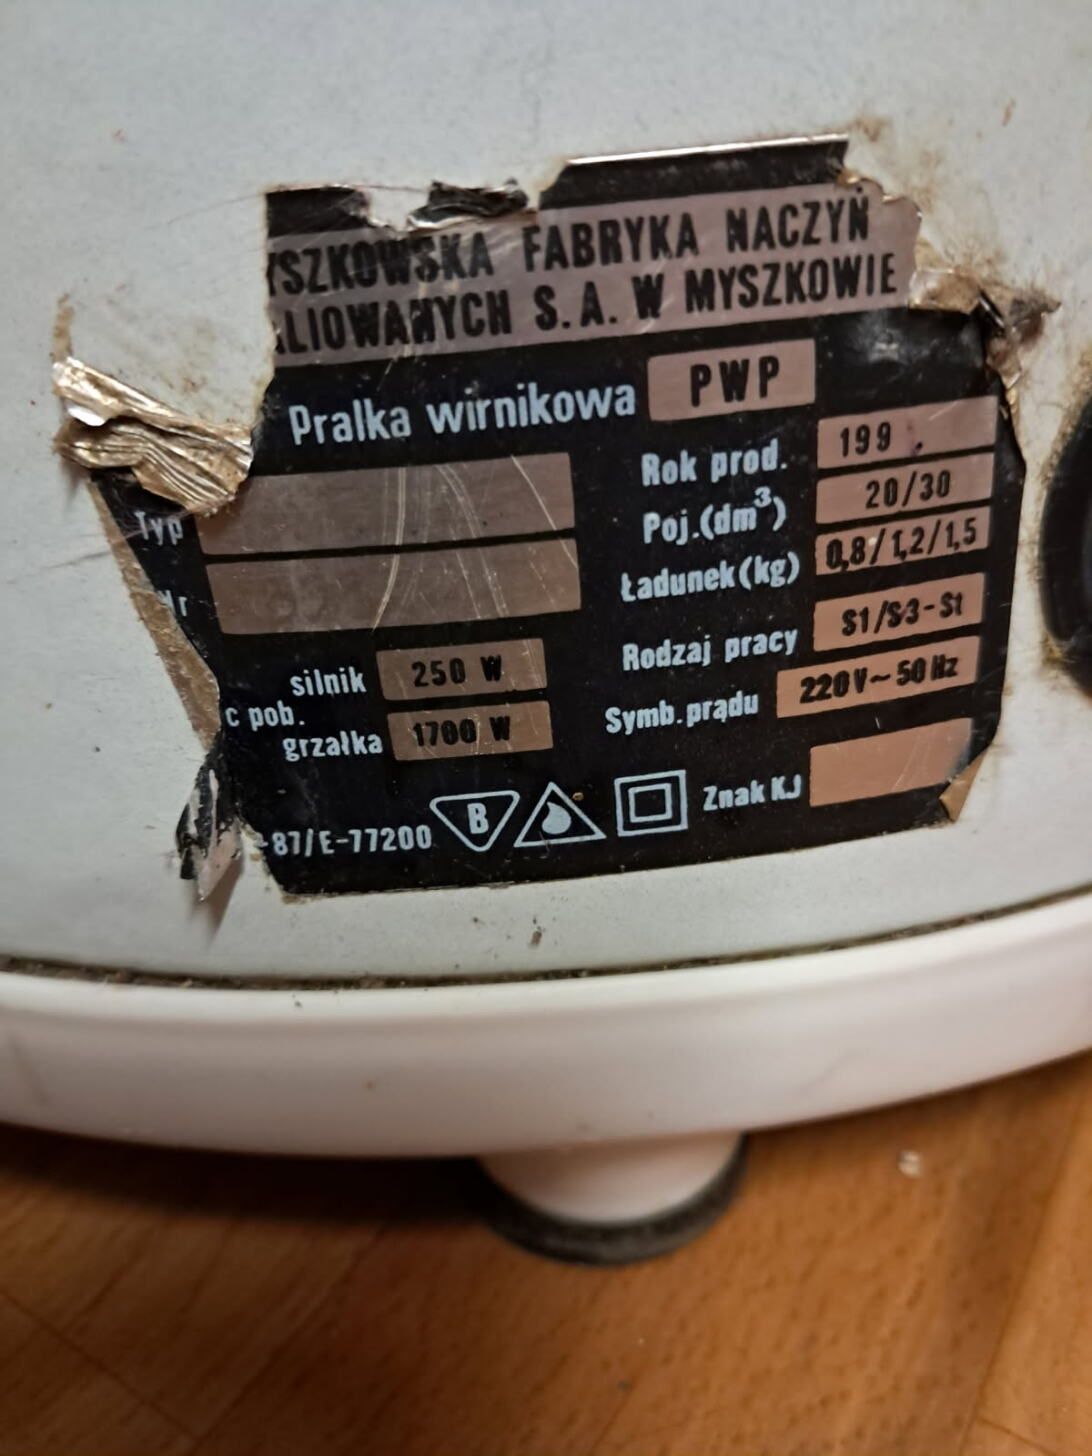 YSZKOWSKA FABRYKA NACZYŃ
LIOWANYCH S.A. W MYSZKOWIE
Pralka wirnikowa PWP
Rok prod. 199
Typ
Poj.(dm³) 20/30
Nr
Ładunek(kg) 0,8/1,2/1,5
Rodzaj pracy S1/S3-St
silnik 250 W
c pob.
Symb.prądu 220V~50Hz
grzałka 1700 W
Znak KJ
-87/E-77200 B